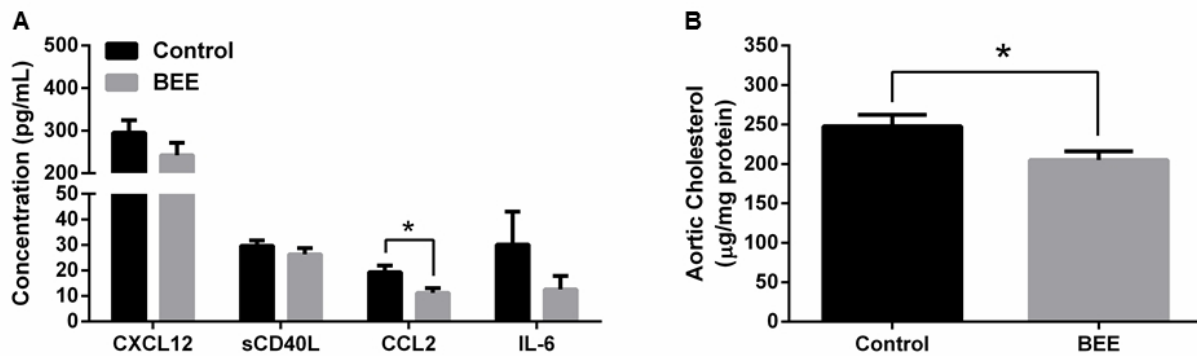 A
Concentration (pg/mL)
500
400
300
200
50
40
30
20
10
0
Control
BEE
*
CXCL12 sCD40L CCL2 IL-6
B
Aortic Cholesterol
(µg/mg protein)
350
300
250
200
150
100
50
0
*
Control BEE